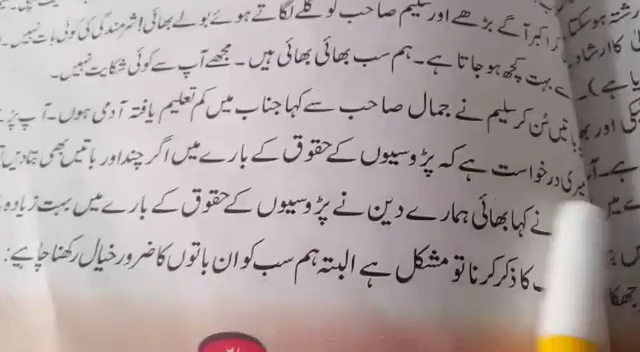 کر اکبر آگے بڑھے اور سلیم صاحب کو گلے لگاتے ہوئے بولے بھائی! شرمندگی کی کوئی بات نہیں۔
سے بہت کچھ ہو جاتا ہے۔ ہم سب بھائی بھائی ہیں۔ مجھے آپ سے کوئی شکایت نہیں۔
باتیں سُن کر سلیم نے جمال صاحب سے کہا جناب میں کم تعلیم یافتہ آدمی ہوں۔ آپ پڑ
میری درخواست ہے کہ پڑوسیوں کے حقوق کے بارے میں اگر چند اور باتیں بھی بتا دیں
نے کہا بھائی ہمارے دین نے پڑوسیوں کے حقوق کے بارے میں بہت زیادہ
کا ذکر کرنا تو مشکل ہے البتہ ہم سب کو ان باتوں کا ضرور خیال رکھنا چاہیے: